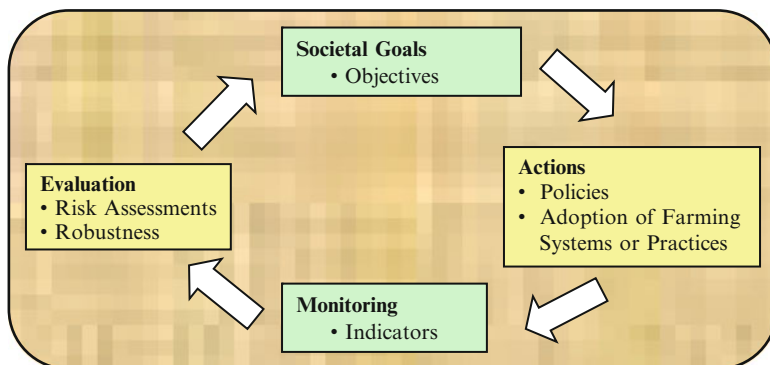 Societal Goals
• Objectives
Evaluation
• Risk Assessments
• Robustness
Actions
• Policies
• Adoption of Farming
Systems or Practices
Monitoring
• Indicators